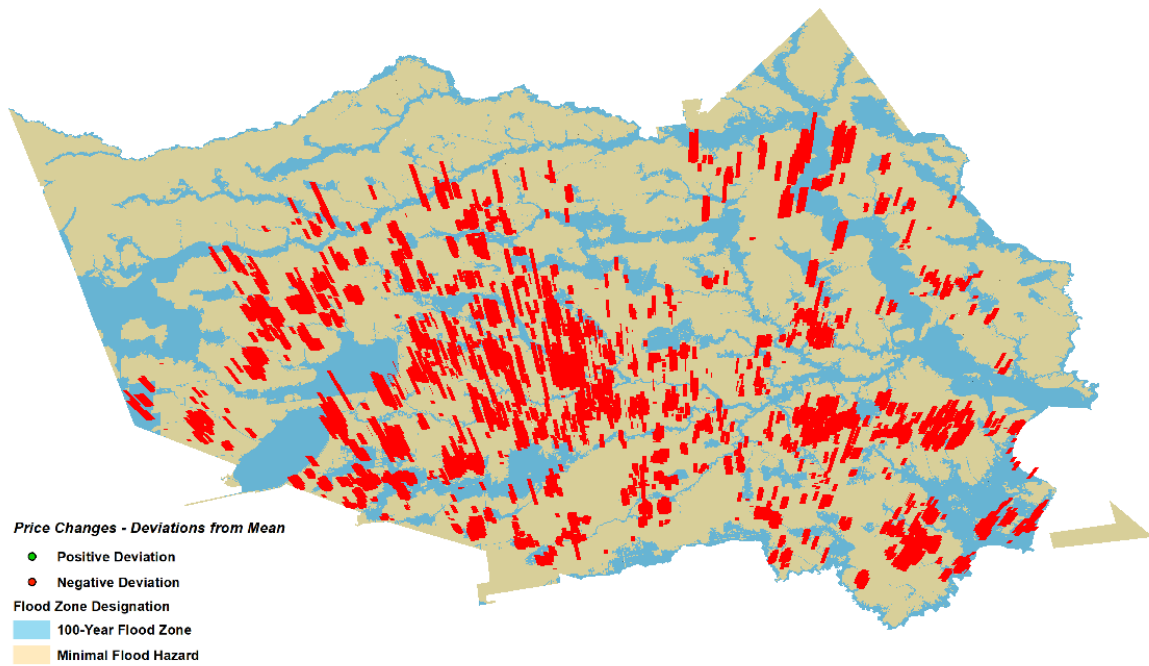 Price Changes - Deviations from Mean
Positive Deviation
Negative Deviation
Flood Zone Designation
100-Year Flood Zone
Minimal Flood Hazard